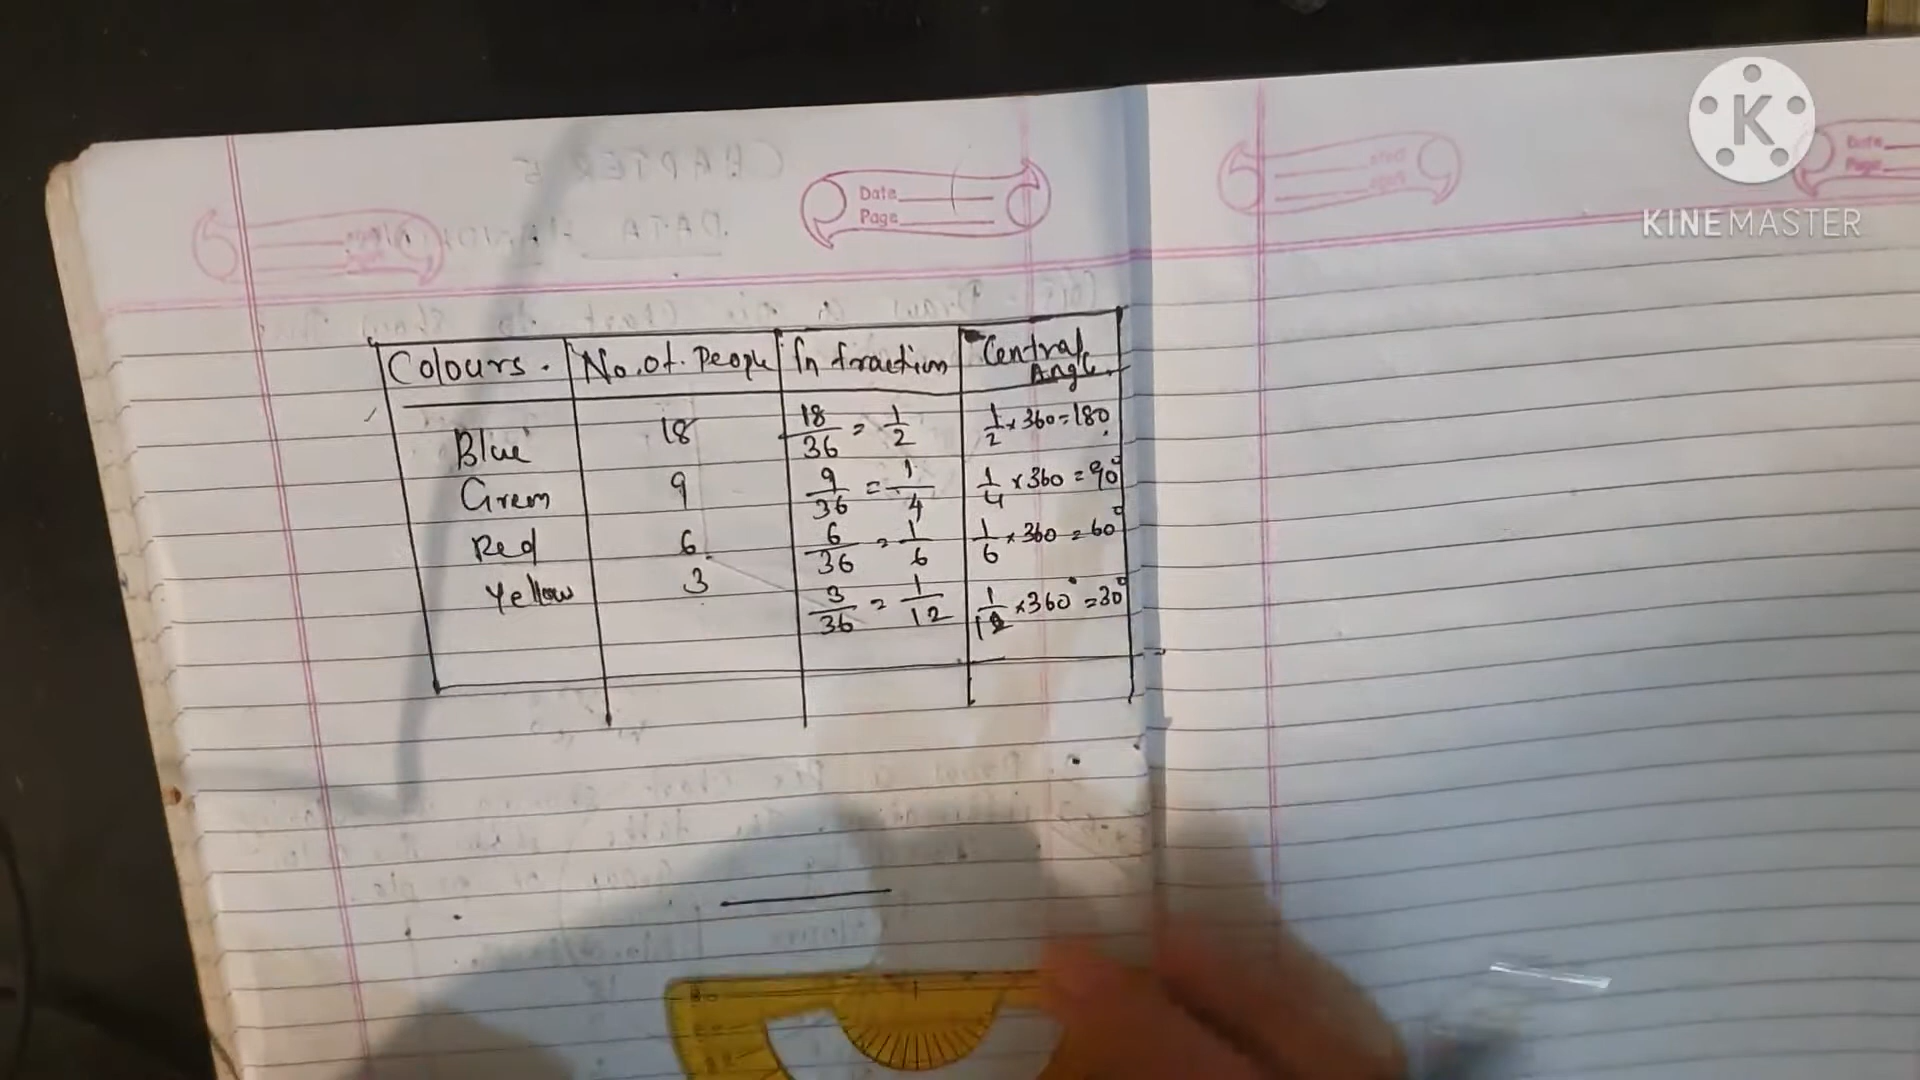 K
KINEMASTER
Date
Page
Date
Page
Colours. No. of. People In fraction Central Angle
Blue 18 18/36 = 1/2 1/2 × 360 = 180
Green 9 9/36 = 1/4 1/4 × 360 = 90°
Red 6 6/36 = 1/6 1/6 × 360 = 60°
Yellow 3 3/36 = 1/12 1/12 × 360° = 30°